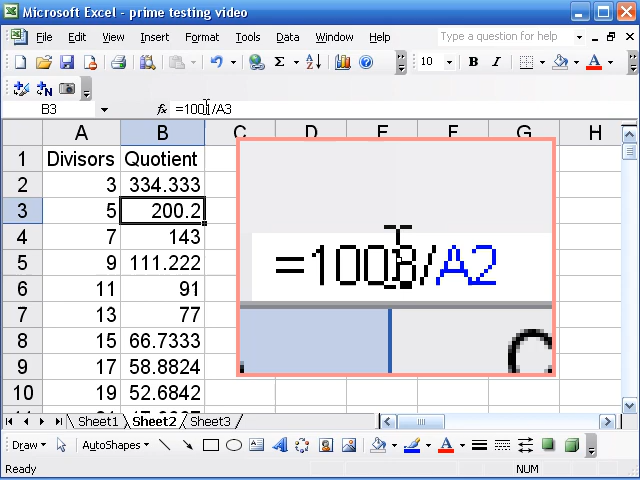 Microsoft Excel - prime testing video
File Edit View Insert Format Tools Data Window Help Type a question for help
10 B I A
B3 fx =1001/A3
A B C D E F G H
1 Divisors Quotient
2 3 334.333
3 5 200.2
4 7 143
5 9 111.222
6 11 91
7 13 77
8 15 66.7333
9 17 58.8824
10 19 52.6842
=1003/A2
Sheet1 Sheet2 Sheet3
Draw AutoShapes A A
Ready NUM